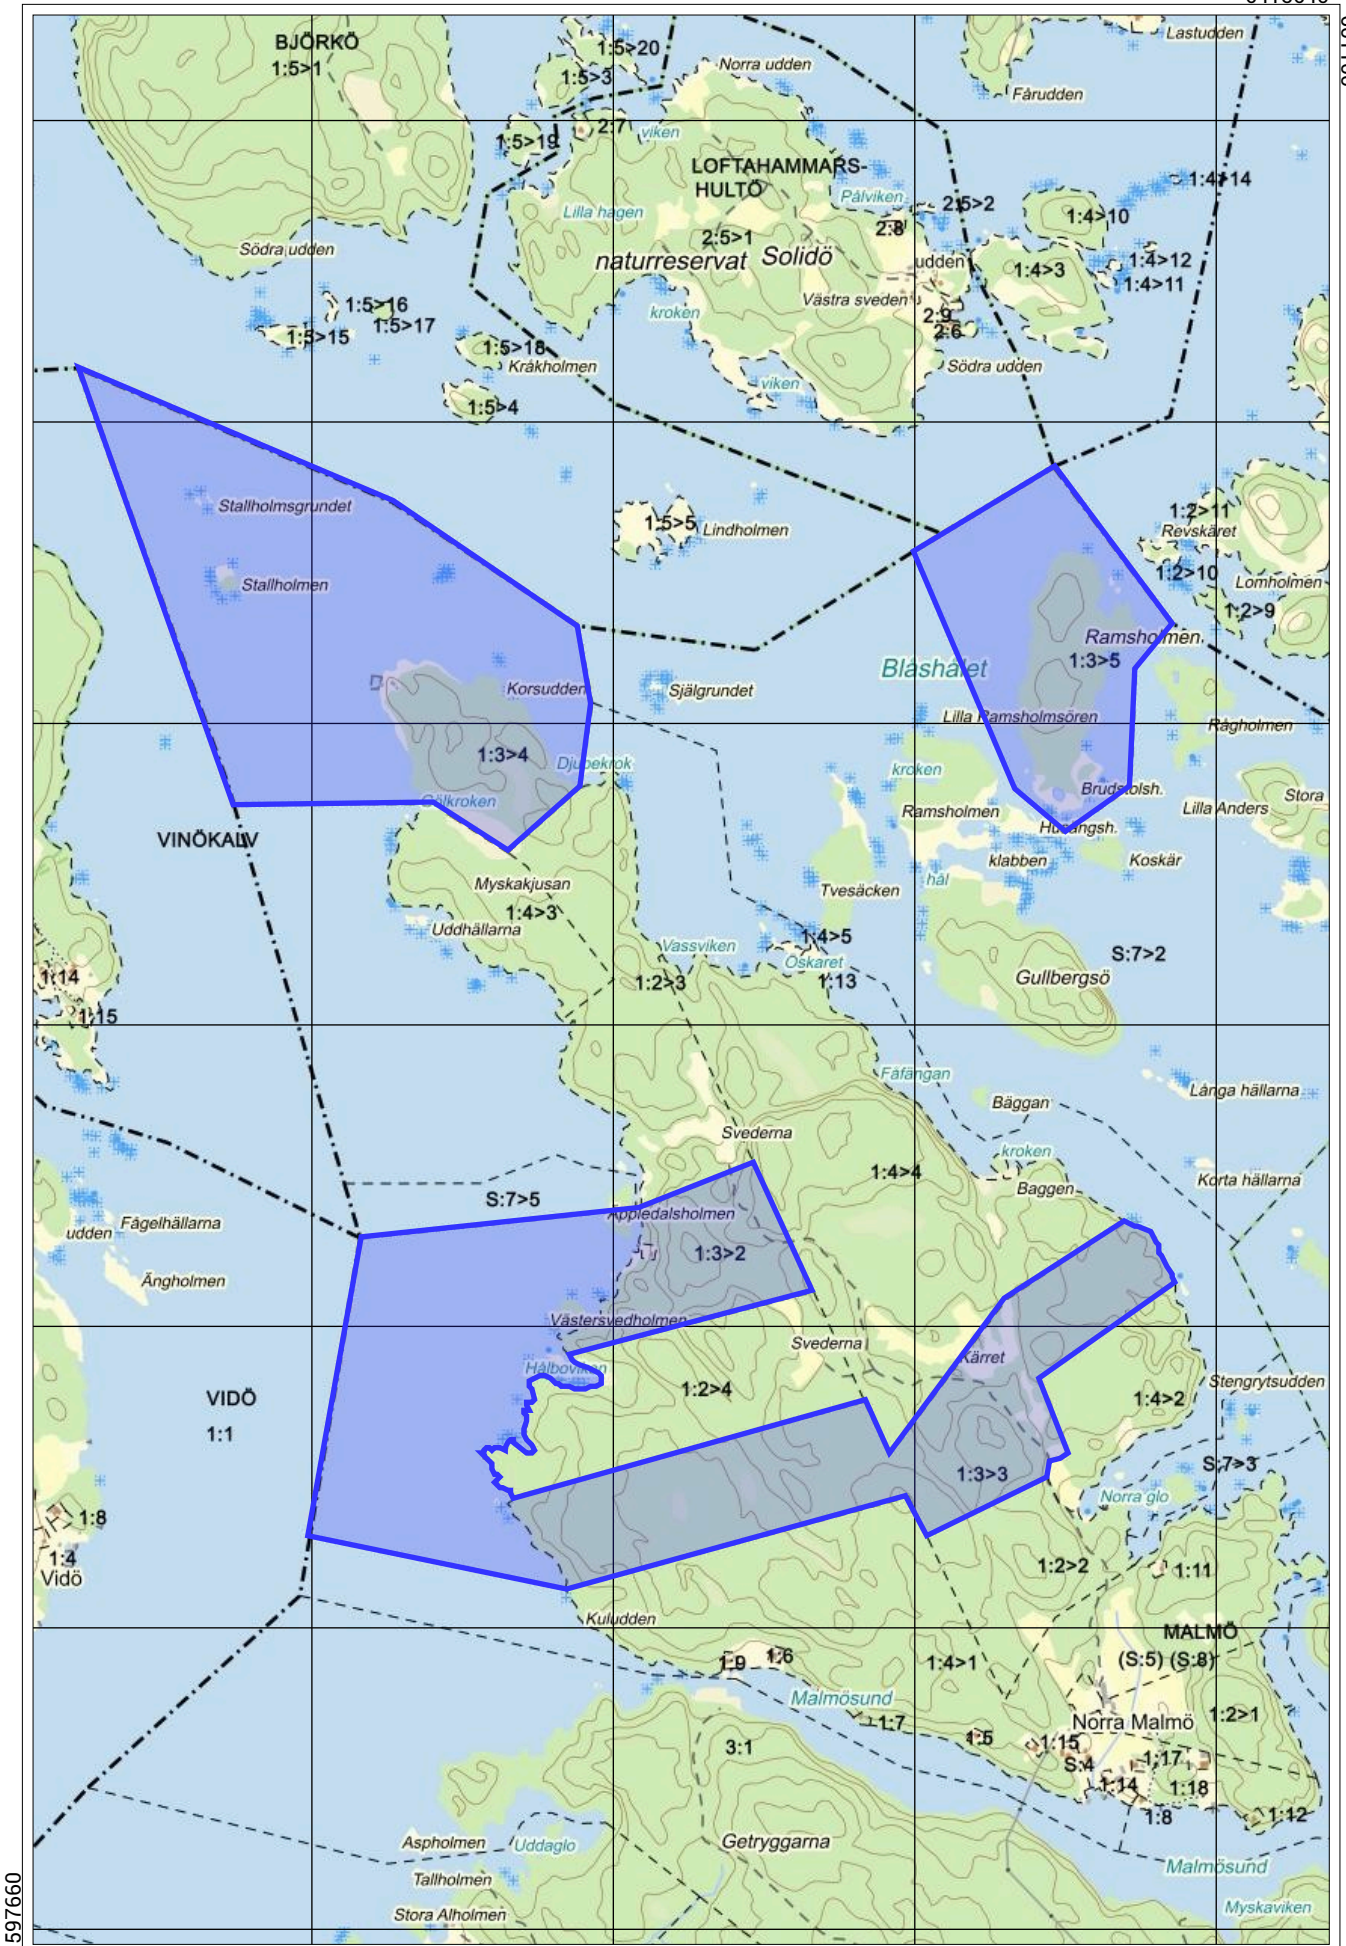 BJÖRKÖ
1:5>1
1:5>20
1:5>3
Norra udden
Lastudden
Fårudden
1:5>19
2:7
viken
LOFTAHAMMARS-
HULTÖ
Lilla hagen
Pålviken
1:4>14
2:5>2
1:4>10
2:8
2:5>1
naturreservat
Solidö
Södra udden
udden
1:4>3
1:4>12
1:4>11
1:5>16
1:5>17
1:5>15
kroken
Västra sveden
2:9
2:6
1:5>18
Kråkholmen
Södra udden
viken
1:5>4
Stallholmsgrundet
1:5>5
Lindholmen
1:2>11
Revskäret
Stallholmen
1:2>10
Lomholmen
1:2>9
Ramsholmen
1:3>5
Blåshålet
Korsudden
Själgrundet
Lilla Ramsholmsören
Rågholmen
1:3>4
Djupekrok
kroken
Gölkroken
Ramsholmen
Lilla Anders
Stora
VINÖKALV
klabben
Koskär
Myskakjusan
hål
Tvesäcken
1:4>3
Uddhällarna
1:4>5
Vassviken
Öskaret
S:7>2
1:14
1:2>3
1:13
Gullbergsö
1:15
Fåfängan
Långa hällarna
Bäggan
Svederna
kroken
1:4>4
Korta hällarna
Baggen
S:7>5
Äppledalsholmen
Fågelhällarna
udden
1:3>2
Ängholmen
Västersvedholmen
Svederna
Kärret
Hålboviken
1:2>4
Stengrytsudden
1:4>2
VIDÖ
1:1
S:7>3
1:3>3
Norra glo
1:8
1:4
Vidö
1:2>2
1:11
Kuludden
MALMÖ
(S:5) (S:8)
1:9
1:6
1:4>1
Malmösund
1:7
1:2>1
Norra Malmö
3:1
1:5
1:15
S:4
1:17
1:14
1:18
1:8
1:12
Aspholmen
Uddaglo
Getryggarna
Malmösund
Tallholmen
Stora Alholmen
Myskaviken
597660